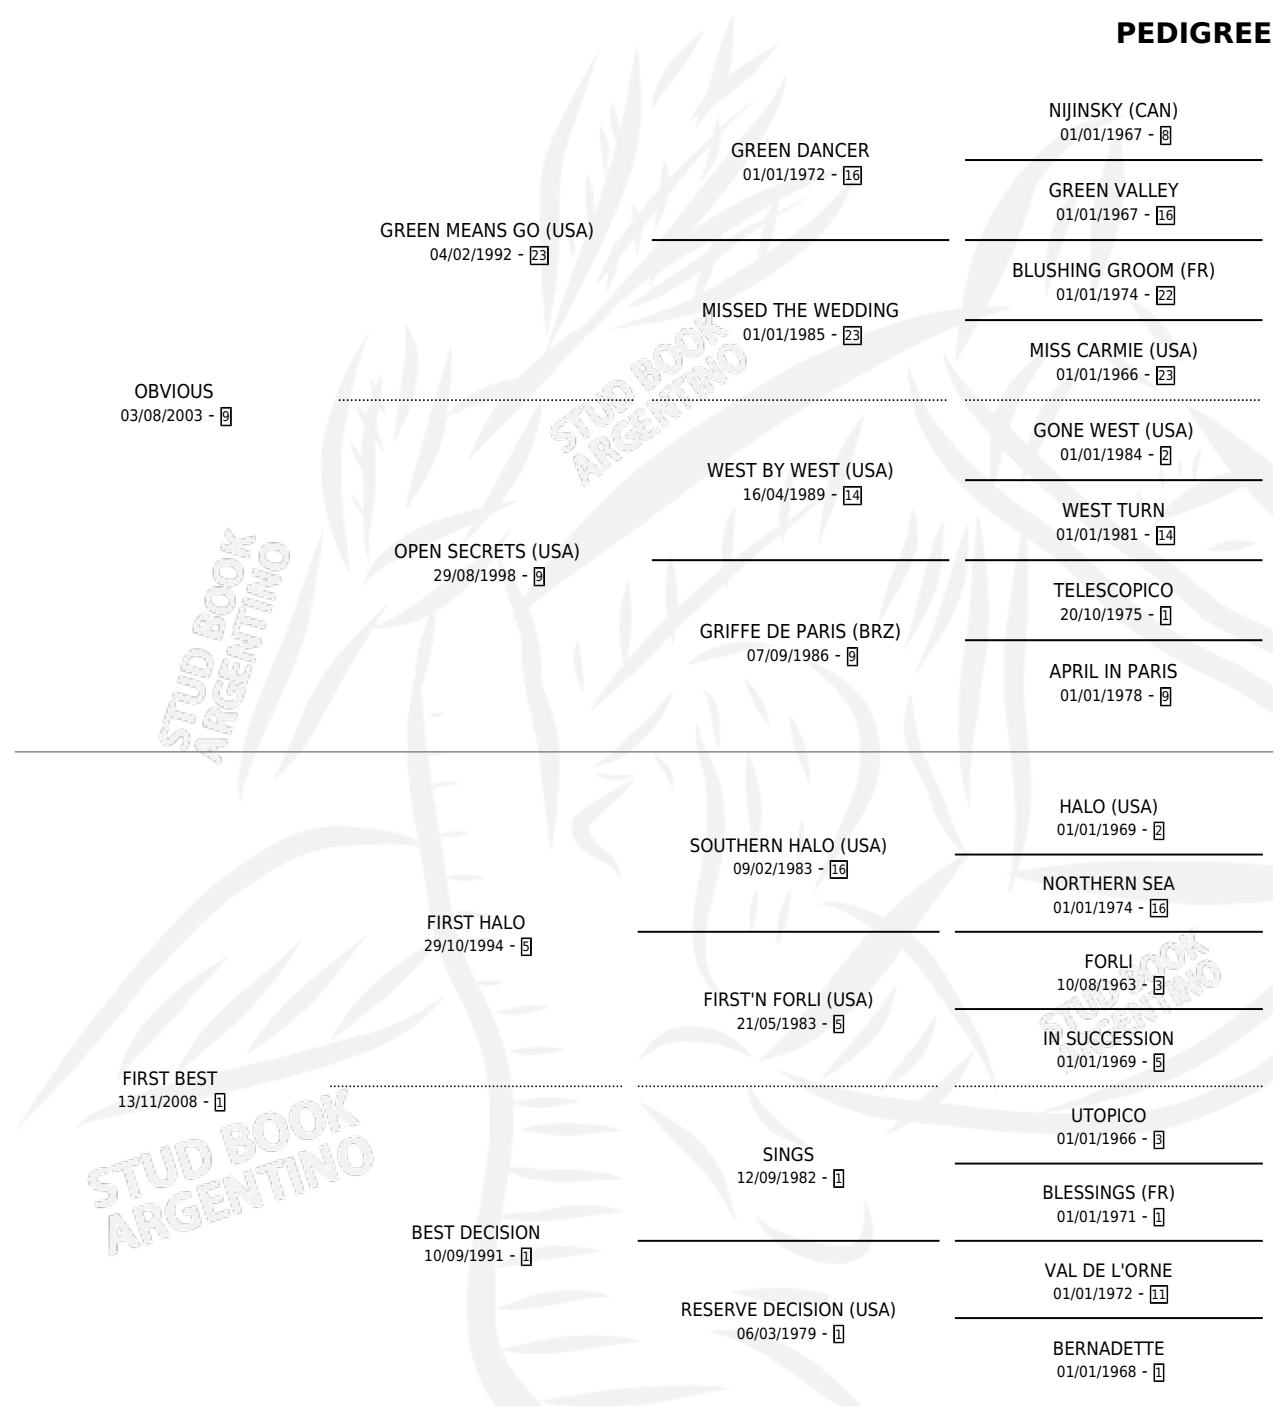 PEDIGREE
NIJINSKY (CAN)
01/01/1967 - 8
GREEN DANCER
01/01/1972 - 16
GREEN VALLEY
01/01/1967 - 16
GREEN MEANS GO (USA)
04/02/1992 - 23
BLUSHING GROOM (FR)
01/01/1974 - 22
MISSED THE WEDDING
01/01/1985 - 23
MISS CARMIE (USA)
01/01/1966 - 23
OBVIOUS
03/08/2003 - 9
STUD BOOK
ARGENTINO
GONE WEST (USA)
01/01/1984 - 2
WEST BY WEST (USA)
16/04/1989 - 14
WEST TURN
01/01/1981 - 14
OPEN SECRETS (USA)
29/08/1998 - 9
TELESCOPICO
20/10/1975 - 1
GRIFFE DE PARIS (BRZ)
07/09/1986 - 9
APRIL IN PARIS
01/01/1978 - 9
STUD BOOK
ARGENTINO
HALO (USA)
01/01/1969 - 2
SOUTHERN HALO (USA)
09/02/1983 - 16
NORTHERN SEA
01/01/1974 - 16
FIRST HALO
29/10/1994 - 5
FORLI
10/08/1963 - 3
FIRST'N FORLI (USA)
21/05/1983 - 5
STUD BOOK
ARGENTINO
IN SUCCESSION
01/01/1969 - 5
FIRST BEST
13/11/2008 - 1
STUD BOOK
ARGENTINO
UTOPICO
01/01/1966 - 3
SINGS
12/09/1982 - 1
BLESSINGS (FR)
01/01/1971 - 1
BEST DECISION
10/09/1991 - 1
VAL DE L'ORNE
01/01/1972 - 11
RESERVE DECISION (USA)
06/03/1979 - 1
BERNADETTE
01/01/1968 - 1